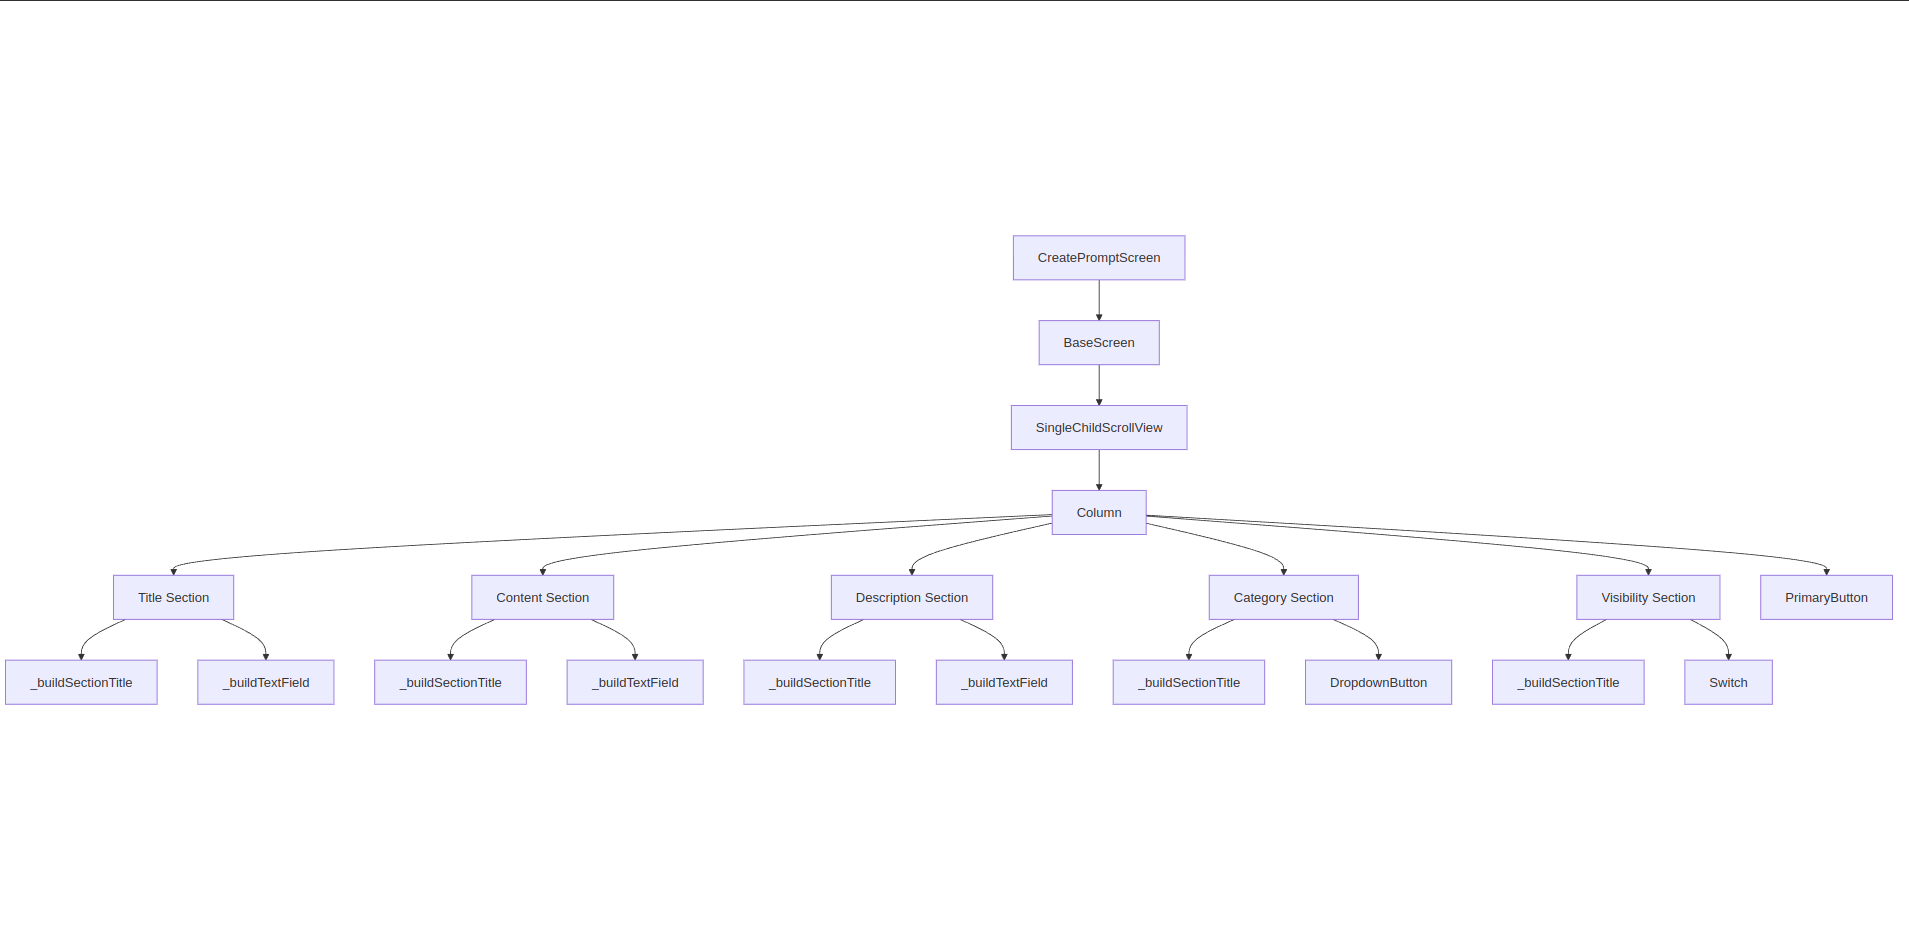 CreatePromptScreen
BaseScreen
SingleChildScrollView
Column
Title Section
Content Section
Description Section
Category Section
Visibility Section
PrimaryButton
_buildSectionTitle
_buildTextField
_buildSectionTitle
_buildTextField
_buildSectionTitle
_buildTextField
_buildSectionTitle
DropdownButton
_buildSectionTitle
Switch